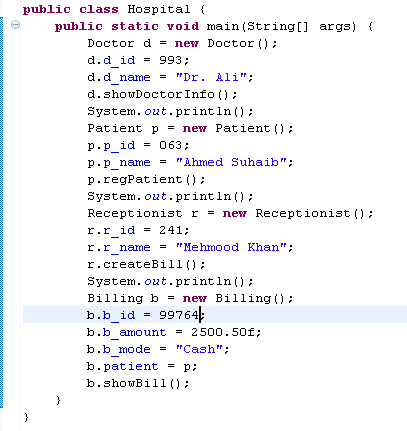 public class Hospital {
    public static void main(String[] args) {
        Doctor d = new Doctor();
        d.d_id = 993;
        d.d_name = "Dr. Ali";
        d.showDoctorInfo();
        System.out.println();
        Patient p = new Patient();
        p.p_id = 063;
        p.p_name = "Ahmed Suhaib";
        p.regPatient();
        System.out.println();
        Receptionist r = new Receptionist();
        r.r_id = 241;
        r.r_name = "Mehmood Khan";
        r.createBill();
        System.out.println();
        Billing b = new Billing();
        b.b_id = 99764;
        b.b_amount = 2500.50f;
        b.b_mode = "Cash";
        b.patient = p;
        b.showBill();
    }
}